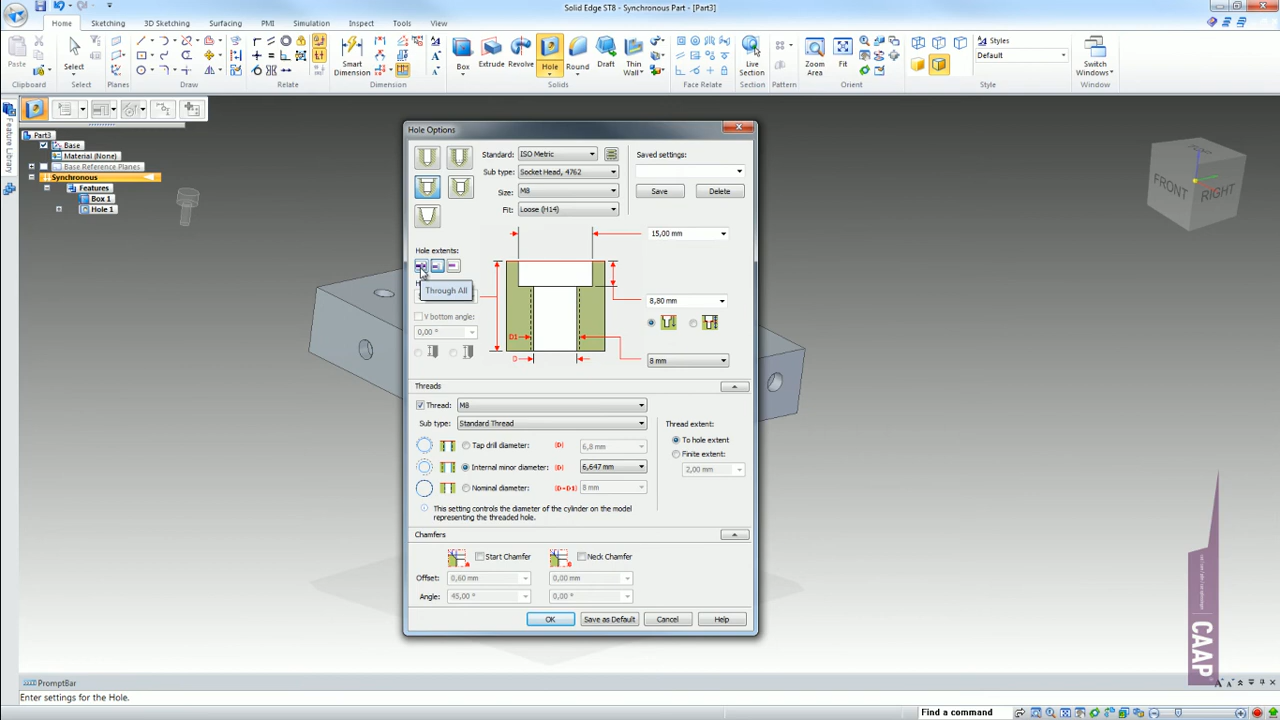 Solid Edge ST8 - Synchronous Part - [Part3]
Home Sketching 3D Sketching Surfacing PMI Simulation Inspect Tools View
Paste Select Smart Dimension Box Extrude Revolve Hole Round Draft Thin Wall Live Section Zoom Area Fit Styles Default Switch Windows
Clipboard Select Planes Draw Relate Dimension Solids Face Relate Section Pattern Orient Style Window
Feature Library
Part3
Base
Material (None)
Base Reference Planes
Synchronous
Features
Box 1
Hole 1
FRONT RIGHT
Hole Options
Standard: ISO Metric
Saved settings:
Sub type: Socket Head, 4762
Size: M8
Save Delete
Fit: Loose (H14)
15,00 mm
Hole extents:
Through All
8,80 mm
V bottom angle:
0,00 °
D1
D
8 mm
Threads
Thread: M8
Sub type: Standard Thread
Thread extent:
To hole extent
Finite extent:
2,00 mm
Tap drill diameter: [D] 6,8 mm
Internal minor diameter: [D] 6,647 mm
Nominal diameter: [D=D1] 8 mm
This setting controls the diameter of the cylinder on the model
representing the threaded hole.
Chamfers
Start Chamfer Neck Chamfer
Offset: 0,60 mm 0,00 mm
Angle: 45,00 ° 0,00 °
OK Save as Default Cancel Help
CAAP
PromptBar
Enter settings for the Hole.
Find a command